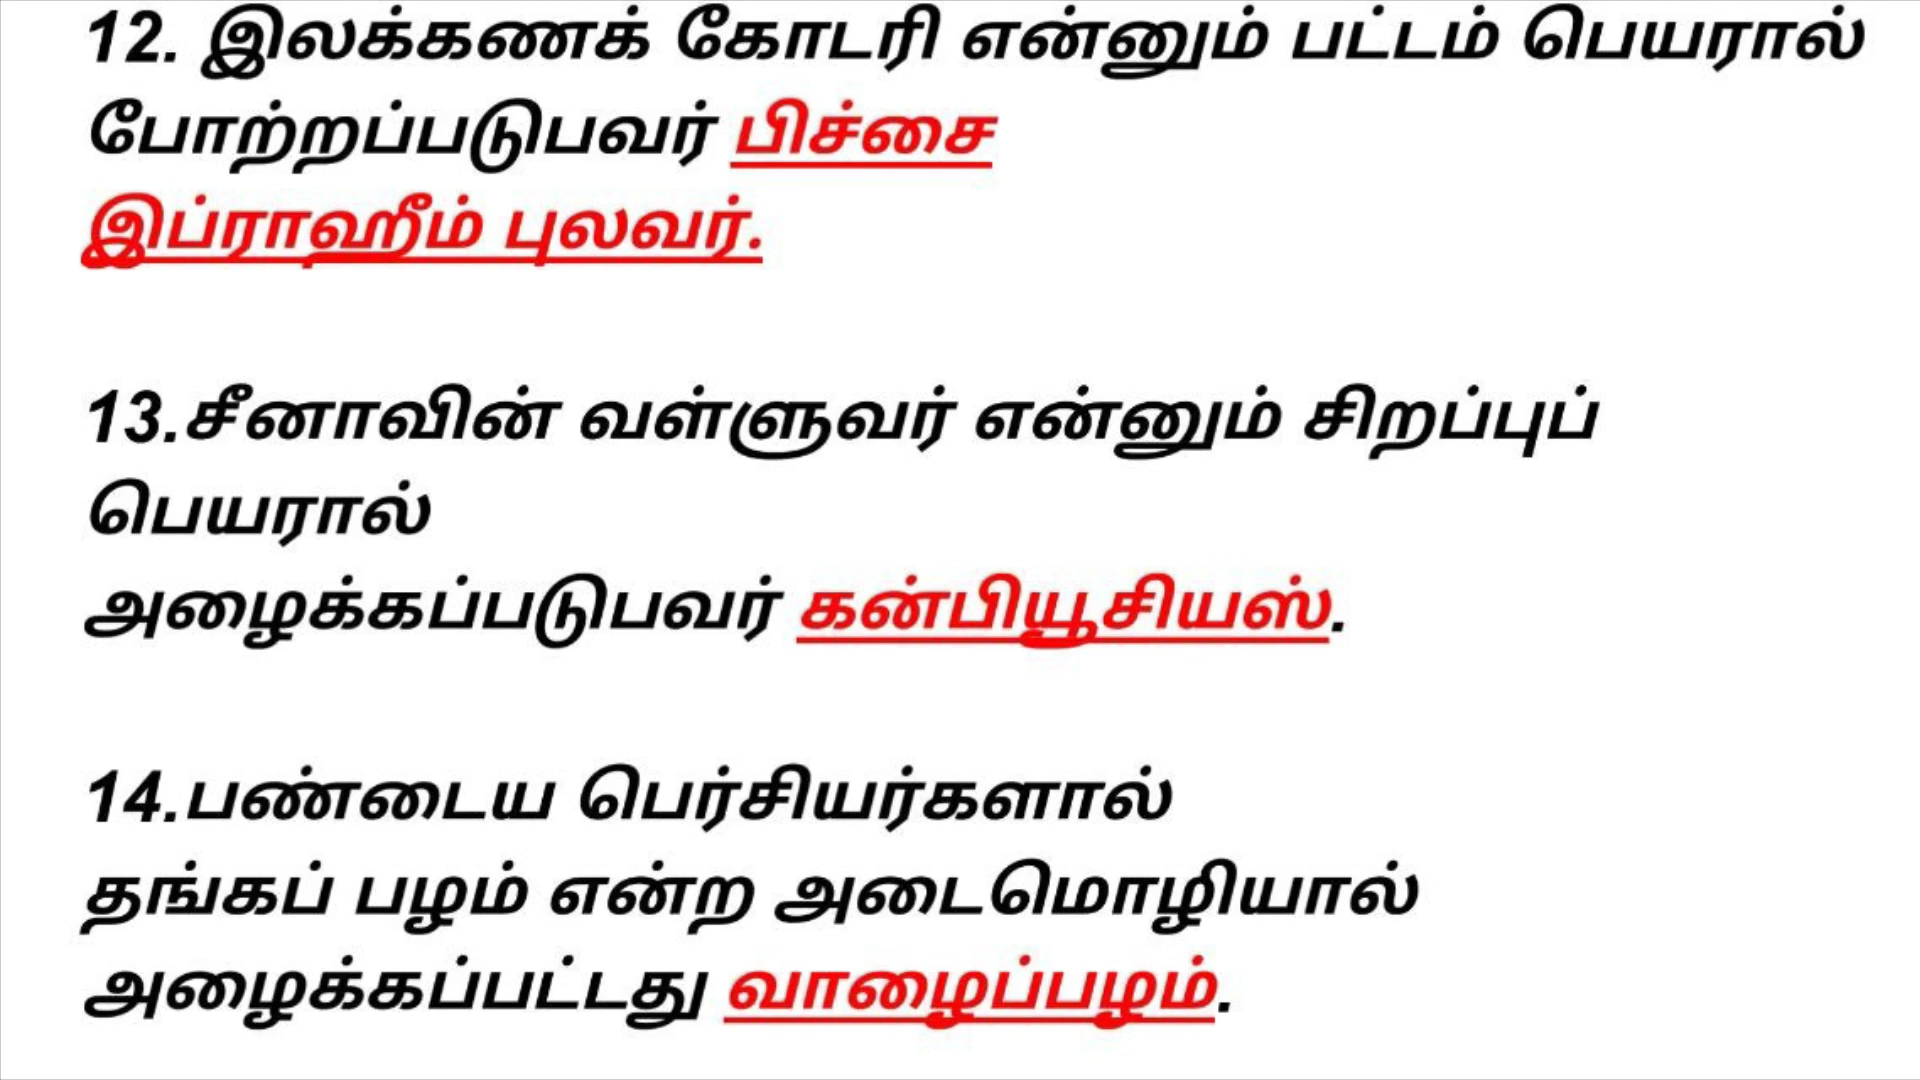 12. இலக்கணக் கோடரி என்னும் பட்டம் பெயரால்
போற்றப்படுபவர் பிச்சை
இப்ராஹீம் புலவர்.
13.சீனாவின் வள்ளுவர் என்னும் சிறப்புப்
பெயரால்
அழைக்கப்படுபவர் கன்பியூசியஸ்.
14.பண்டைய பெர்சியர்களால்
தங்கப் பழம் என்ற அடைமொழியால்
அழைக்கப்பட்டது வாழைப்பழம்.